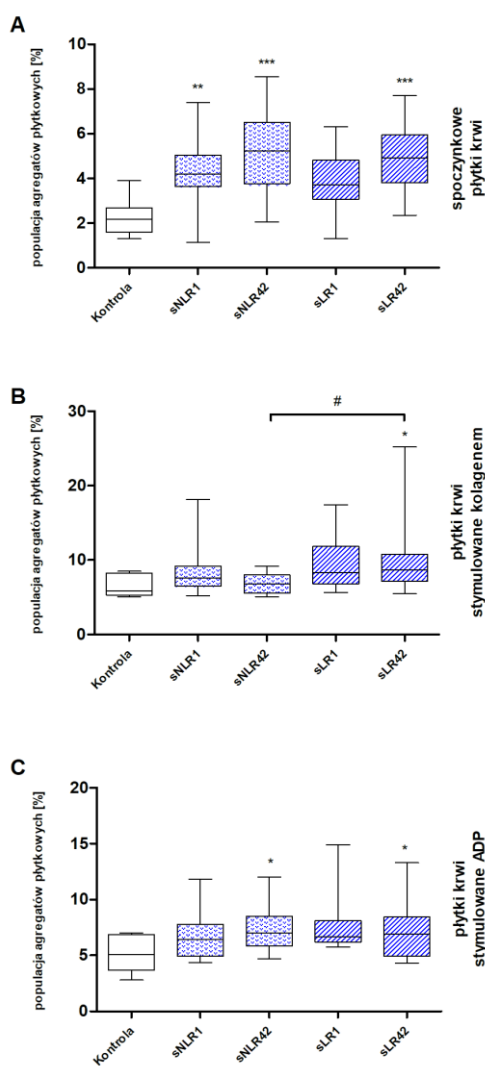 A
populacja agregatów płytkowych [%]
10
8
6
4
2
0
**
***
***
Kontrola
sNLR1
sNLR42
sLR1
sLR42
spoczynkowe
płytki krwi
B
populacja agregatów płytkowych [%]
30
20
10
0
#
*
Kontrola
sNLR1
sNLR42
sLR1
sLR42
płytki krwi
stymulowane kolagenem
C
populacja agregatów płytkowych [%]
20
15
10
5
0
*
*
Kontrola
sNLR1
sNLR42
sLR1
sLR42
płytki krwi
stymulowane ADP